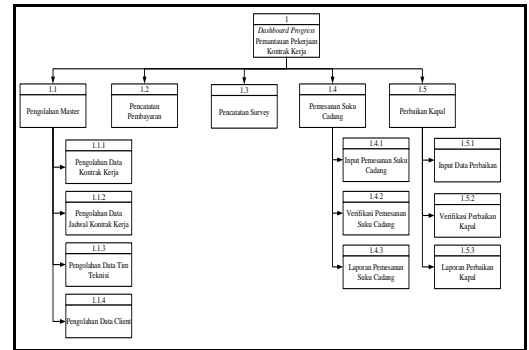 1
Dashboard Progress
Pemantauan Pekerjaan
Kontrak Kerja
1.1
Pengolahan Master
1.2
Pencatatan
Pembayaran
1.3
Pencatatan Survey
1.4
Pemesanan Suku
Cadang
1.5
Perbaikan Kapal
1.1.1
Pengolahan Data
Kontrak Kerja
1.1.2
Pengolahan Data
Jadwal Kontrak Kerja
1.1.3
Pengolahan Data Tim
Teknisi
1.1.4
Pengolahan Data Client
1.4.1
Input Pemesanan Suku
Cadang
1.4.2
Verifikasi Pemesanan
Suku Cadang
1.4.3
Laporan Pemesanan
Suku Cadang
1.5.1
Input Data Perbaikan
1.5.2
Verifikasi Perbaikan
Kapal
1.5.3
Laporan Perbaikan
Kapal